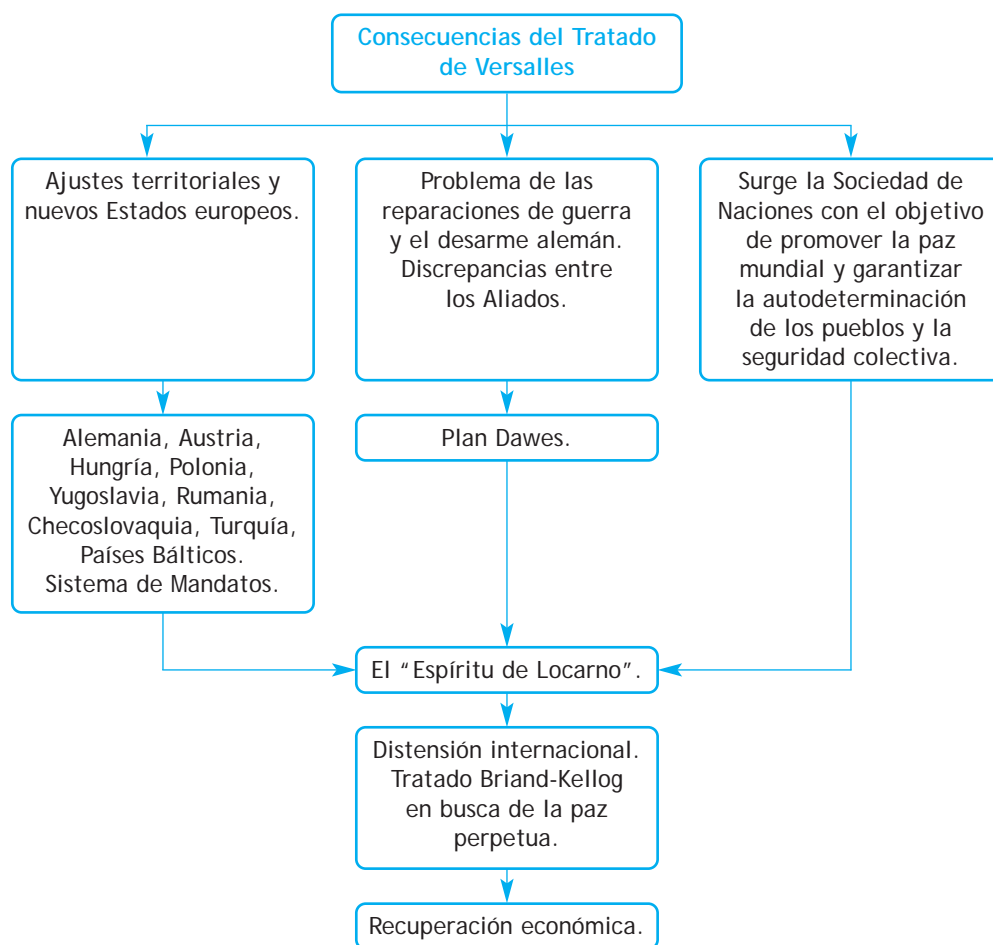 Consecuencias del Tratado
de Versalles
Ajustes territoriales y
nuevos Estados europeos.
Problema de las
reparaciones de guerra
y el desarme alemán.
Discrepancias entre
los Aliados.
Surge la Sociedad de
Naciones con el objetivo
de promover la paz
mundial y garantizar
la autodeterminación
de los pueblos y la
seguridad colectiva.
Alemania, Austria,
Hungría, Polonia,
Yugoslavia, Rumania,
Checoslovaquia, Turquía,
Países Bálticos.
Sistema de Mandatos.
Plan Dawes.
El “Espíritu de Locarno”.
Distensión internacional.
Tratado Briand-Kellog
en busca de la paz
perpetua.
Recuperación económica.